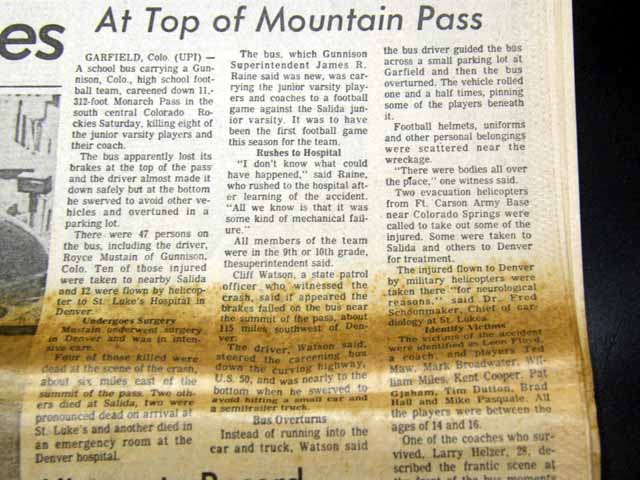 es
At Top of Mountain Pass
GARFIELD, Colo. (UPI) —
A school bus carrying a Gun-
nison, Colo., high school foot-
ball team, careened down 11,-
312-foot Monarch Pass in the
south central Colorado Ro-
ckies Saturday, killing eight of
the junior varsity players and
their coach.
The bus apparently lost its
brakes at the top of the pass
and the driver almost made it
down safely but at the bottom
he swerved to avoid other ve-
hicles and overtuned in a
parking lot.
There were 47 persons on
the bus, including the driver,
Royce Mustain of Gunnison,
Colo. Ten of those injured
were taken to nearby Salida
and 12 were flown by helicop-
ter to St. Luke's Hospital in
Denver.
Undergoes Surgery
Mustain underwent surgery
in Denver and was in inten-
sive care.
Four of those killed were
dead at the scene of the crash,
about six miles east of the
summit of the pass. Two oth-
ers died at Salida, two were
pronounced dead on arrival at
St. Luke's and another died in
an emergency room at the
Denver hospital.
The bus, which Gunnison
Superintendent James R.
Raine said was new, was car-
rying the junior varsity play-
ers and coaches to a football
game against the Salida jun-
ior varsity. It was to have
been the first football game
this season for the team.
Rushes to Hospital
"I don't know what could
have happened," said Raine,
who rushed to the hospital aft-
er learning of the accident.
"All we know is that it was
some kind of mechanical fail-
ure."
All members of the team
were in the 9th or 10th grade,
thesuperintendent said.
Cliff Watson, a state patrol
officer who witnessed the
crash, said if appeared the
brakes failed on the bus near
the summit of the pass, about
115 miles southwest of Den-
ver.
The driver, Watson said,
steered the careening bus
down the curving highway,
U.S. 50, and was nearly to the
bottom when he swerved to
avoid hitting a small car and
a semitrailer truck.
Bus Overturns
Instead of running into the
car and truck, Watson said
the bus driver guided the bus
across a small parking lot at
Garfield and then the bus
overturned. The vehicle rolled
one and a half times, pinning
some of the players beneath
it.
Football helmets, uniforms
and other personal belongings
were scattered near the
wreckage.
"There were bodies all over
the place," one witness said.
Two evacuation helicopters
from Ft. Carson Army Base
near Colorado Springs were
called to take out some of the
injured. Some were taken to
Salida and others to Denver
for treatment.
The injured flown to Denver
by military helicopters were
taken there "for neurological
reasons," said Dr. Fred
Schoonmaker, Chief of car-
diology at St. Lukes.
Identify Victims
The victims of the accident
were identified as Leon Floyd,
a coach, and players Ted
Maw, Mark Broadwater, Wil-
liam Miles, Kent Cooper, Pat
Graham, Tim Dutton, Brad
Hall and Mike Pasquale. All
the players were between the
ages of 14 and 16.
One of the coaches who sur-
vived, Larry Helzer, 28, de-
scribed the frantic scene at
the front of the bus moments